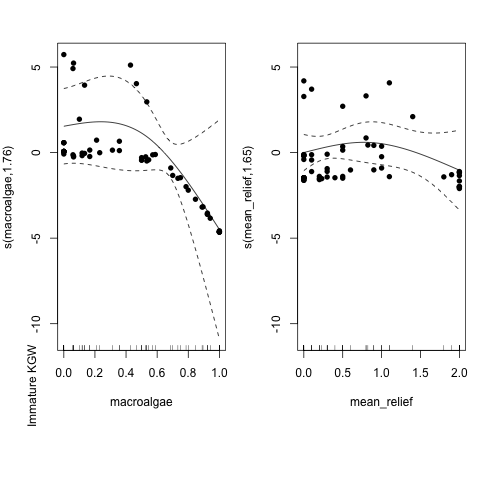 s(macroalgae,1.76)
5
0
-5
-10
0.0 0.2 0.4 0.6 0.8 1.0
macroalgae
Immature KGW
s(mean_relief,1.65)
5
0
-5
-10
0.0 0.5 1.0 1.5 2.0
mean_relief